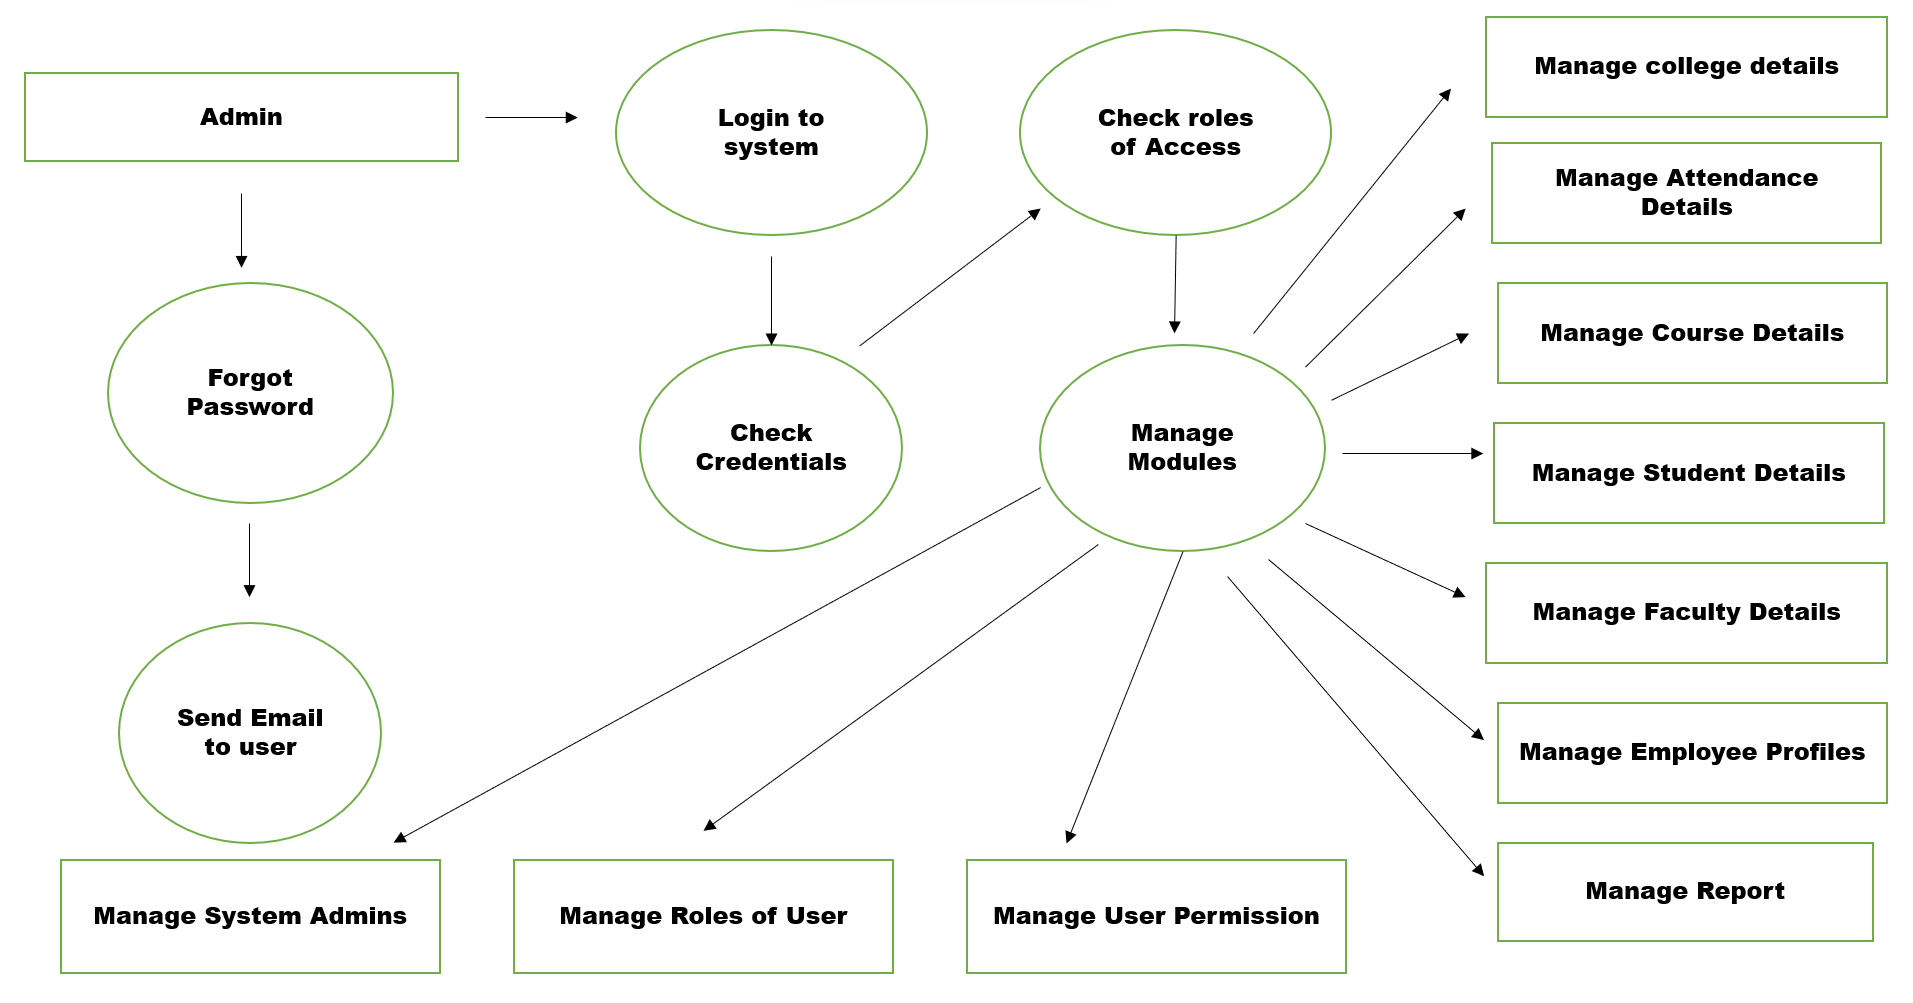 Admin
Login to
system
Check roles
of Access
Manage college details
Manage Attendance
Details
Forgot
Password
Check
Credentials
Manage
Modules
Manage Course Details
Manage Student Details
Manage Faculty Details
Send Email
to user
Manage Employee Profiles
Manage System Admins
Manage Roles of User
Manage User Permission
Manage Report